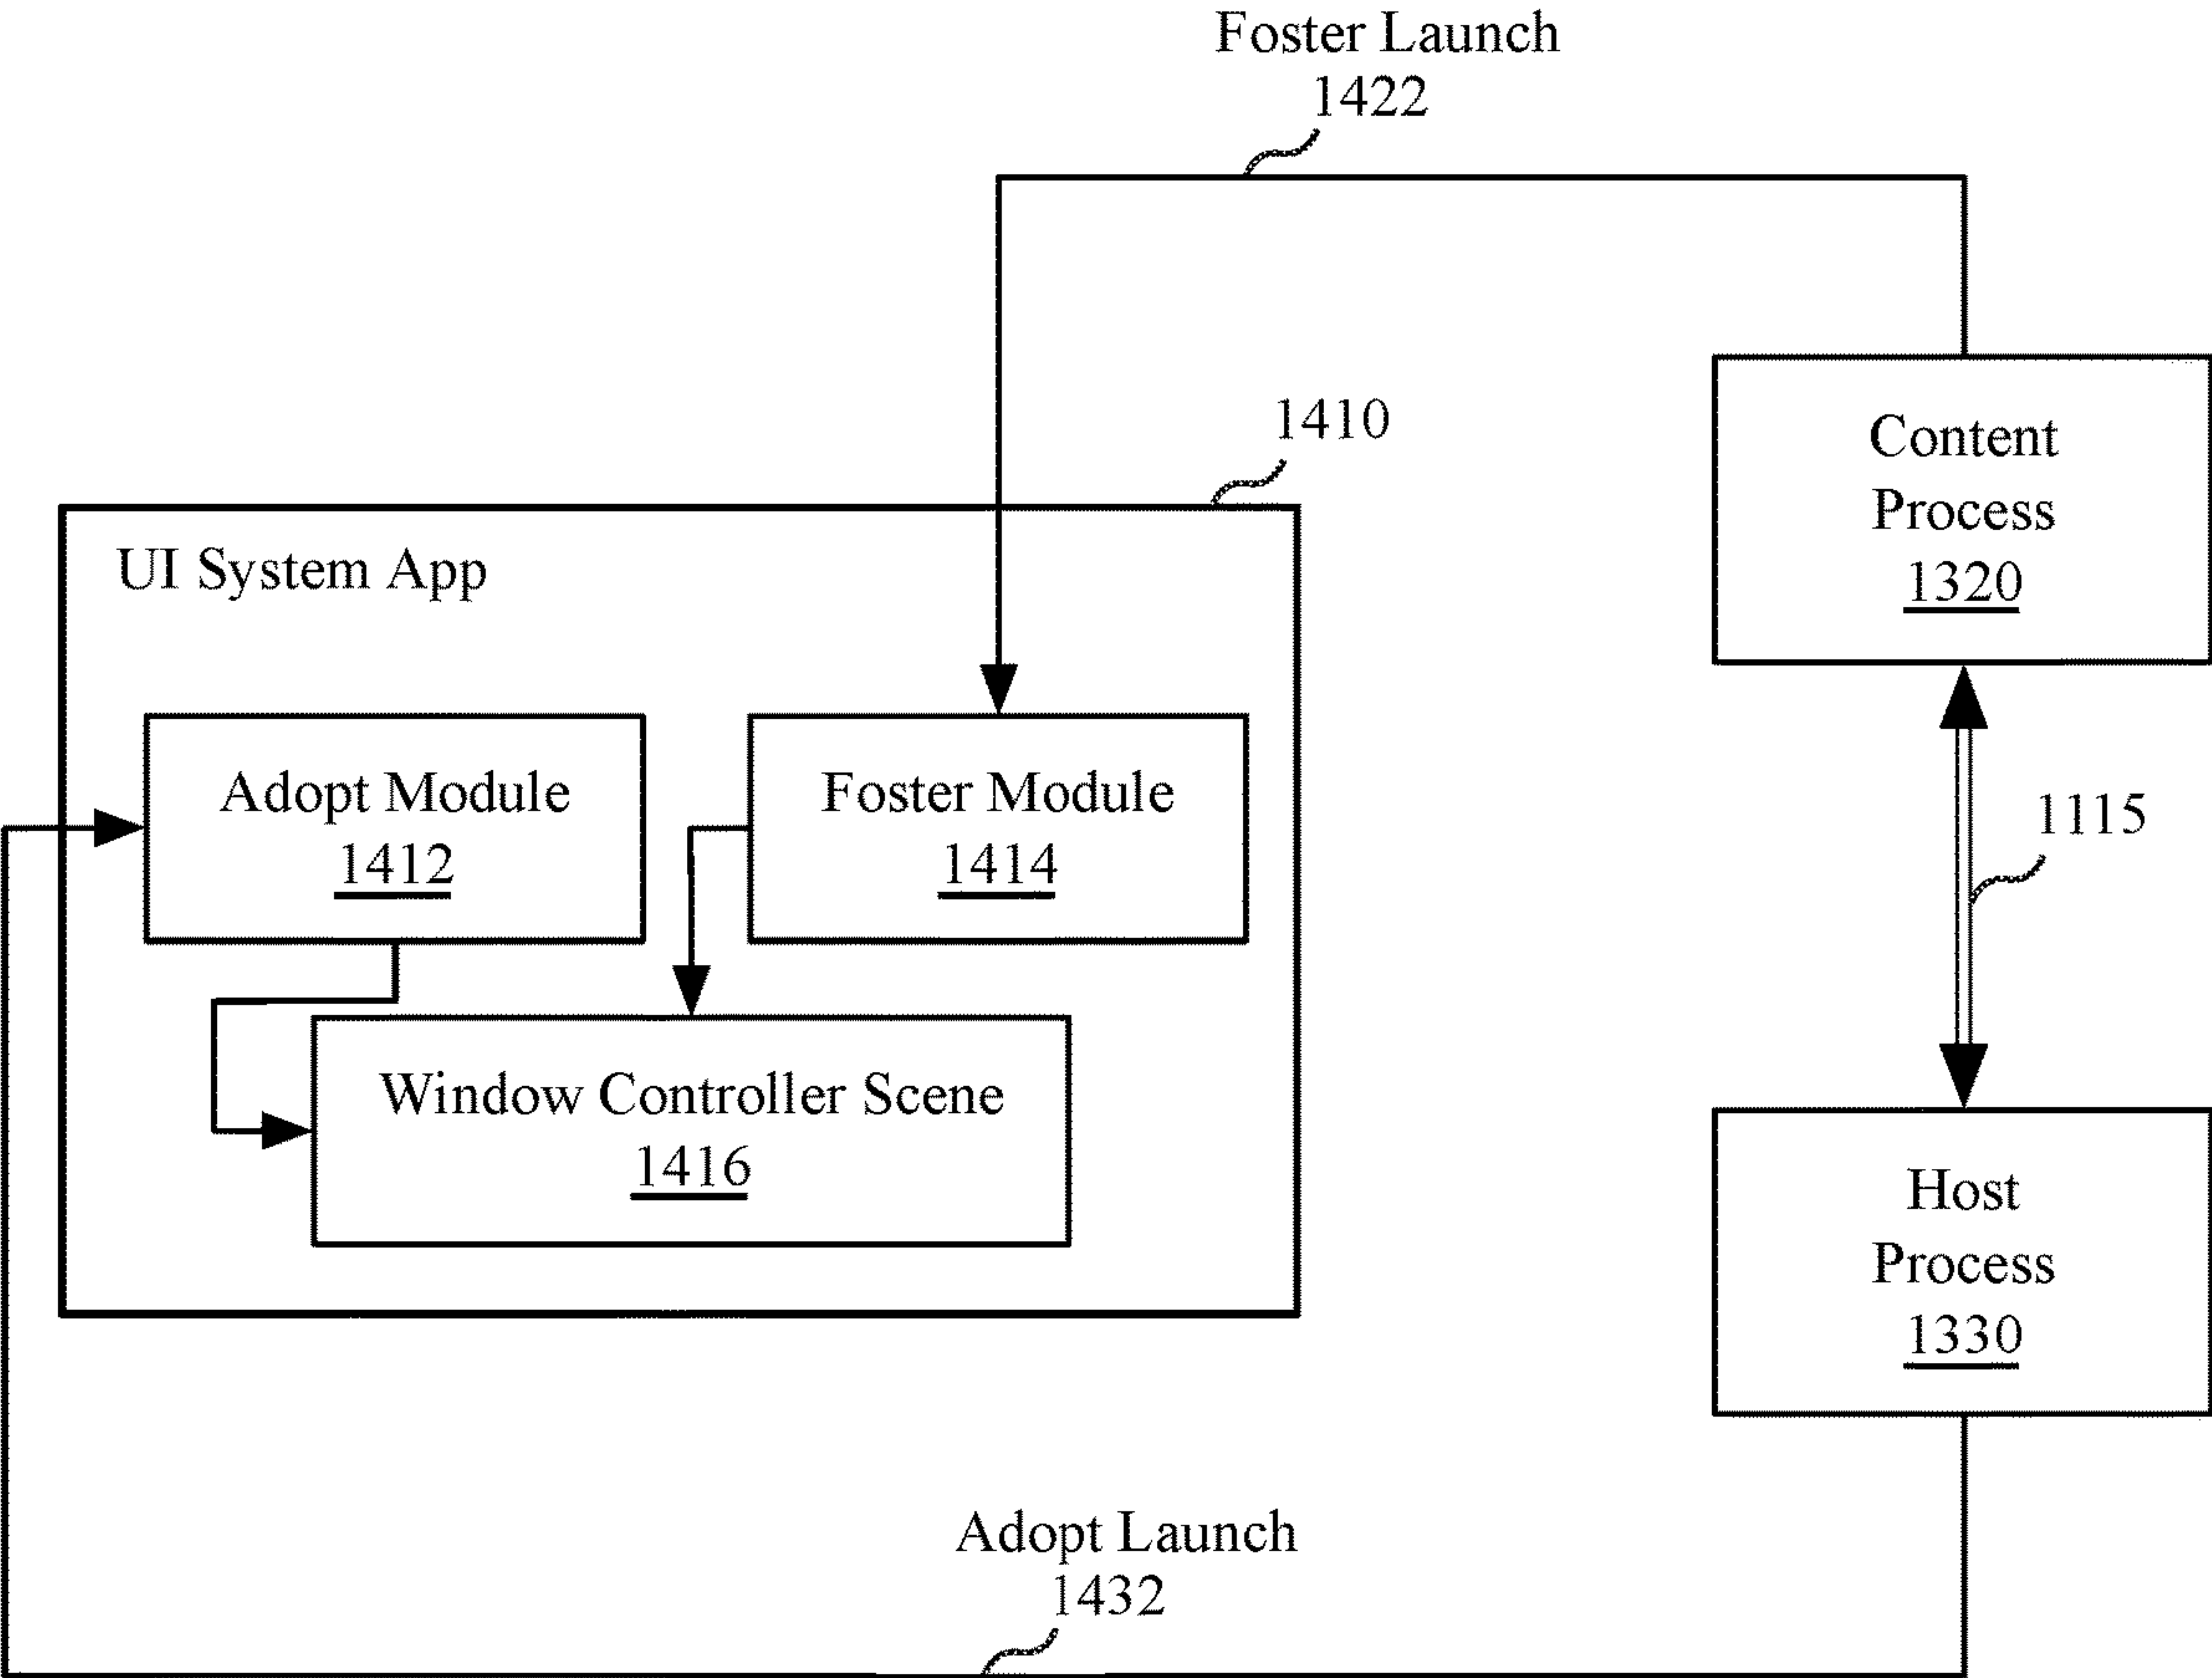 Foster Launch
1422
1410
Content
Process
1320
UI System App
Adopt Module
1412
Foster Module
1414
1115
Window Controller Scene
1416
Host
Process
1330
Adopt Launch
1432